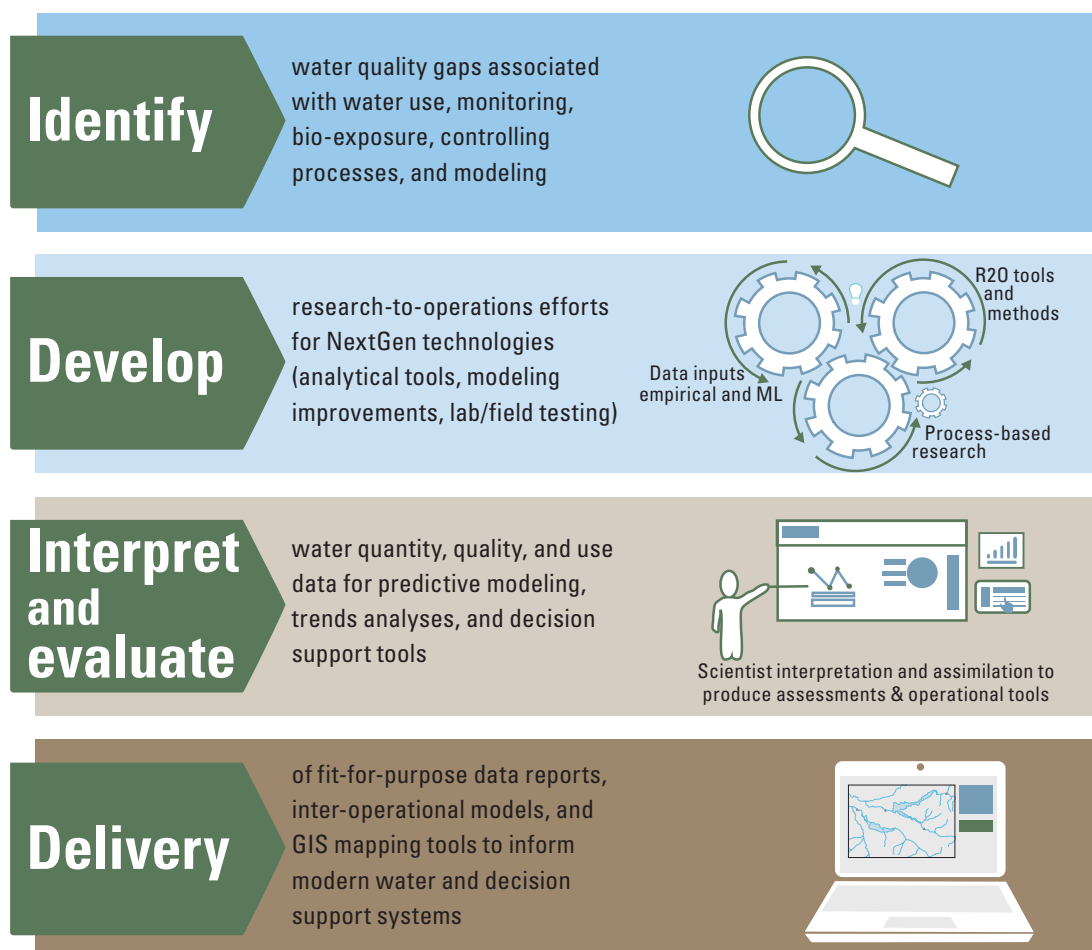 Identify
water quality gaps associated
with water use, monitoring,
bio-exposure, controlling
processes, and modeling
Develop
research-to-operations efforts
for NextGen technologies
(analytical tools, modeling
improvements, lab/field testing)
R2O tools
and
methods
Data inputs
empirical and ML
Process-based
research
Interpret
and
evaluate
water quantity, quality, and use
data for predictive modeling,
trends analyses, and decision
support tools
Scientist interpretation and assimilation to
produce assessments & operational tools
Delivery
of fit-for-purpose data reports,
inter-operational models, and
GIS mapping tools to inform
modern water and decision
support systems